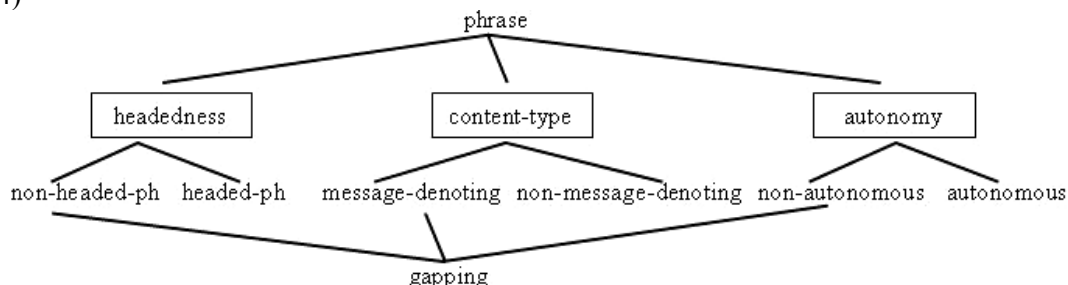 phrase
headedness content-type autonomy
non-headed-ph headed-ph message-denoting non-message-denoting non-autonomous autonomous
gapping